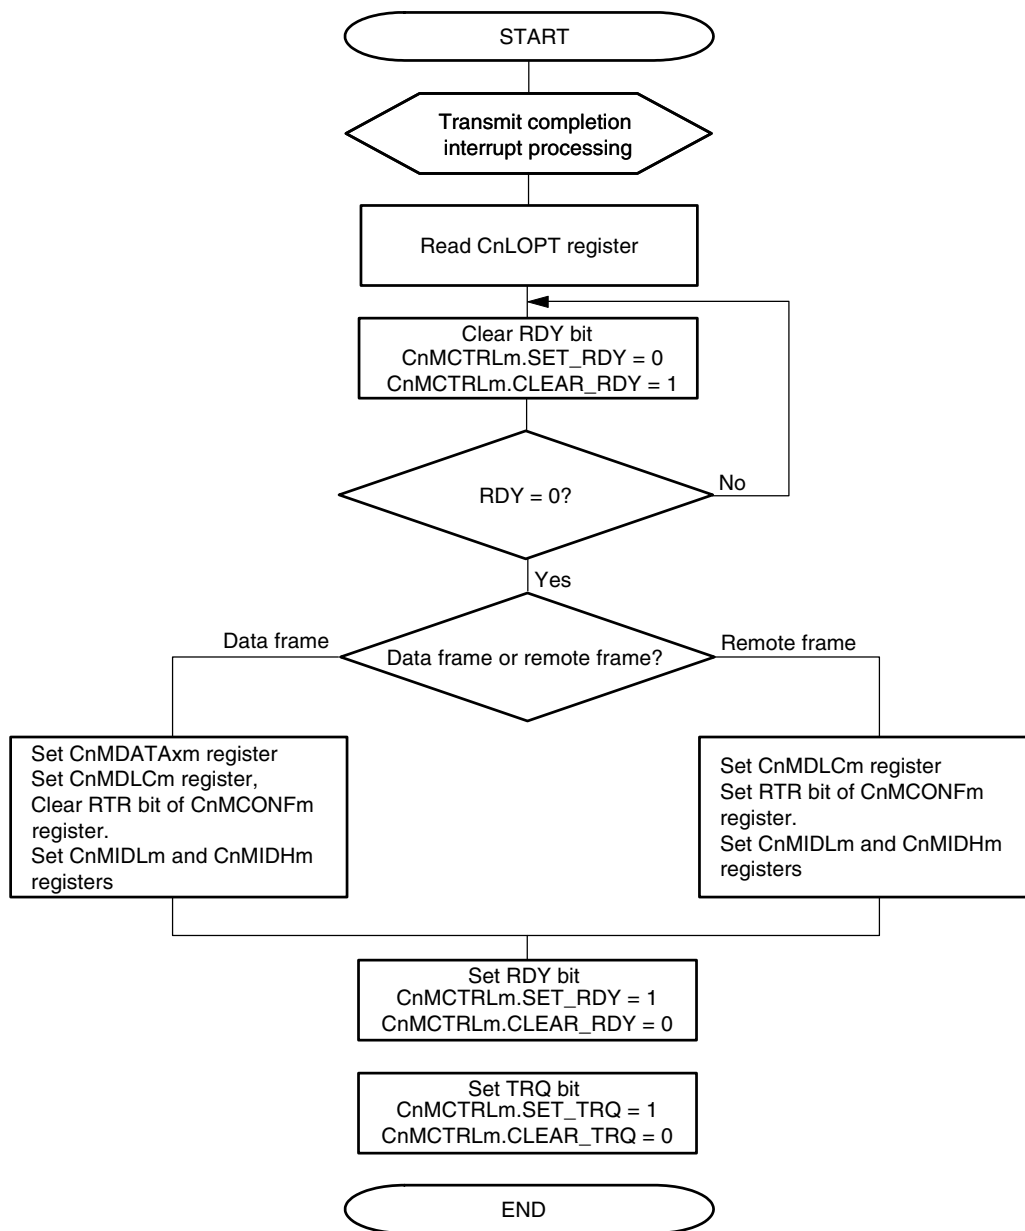 START
Transmit completion
interrupt processing
Read CnLOPT register
Clear RDY bit
CnMCTRLm.SET_RDY = 0
CnMCTRLm.CLEAR_RDY = 1
RDY = 0?
No
Yes
Data frame or remote frame?
Data frame
Remote frame
Set CnMDATAxm register
Set CnMDLCm register,
Clear RTR bit of CnMCONFm
register.
Set CnMIDLm and CnMIDHm
registers
Set CnMDLCm register
Set RTR bit of CnMCONFm
register.
Set CnMIDLm and CnMIDHm
registers
Set RDY bit
CnMCTRLm.SET_RDY = 1
CnMCTRLm.CLEAR_RDY = 0
Set TRQ bit
CnMCTRLm.SET_TRQ = 1
CnMCTRLm.CLEAR_TRQ = 0
END